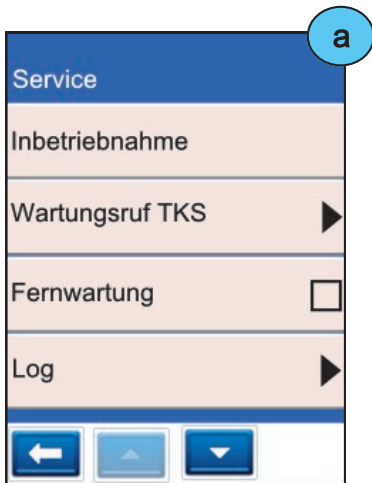 a
Service
Inbetriebnahme
Wartungsruf TKS
Fernwartung
Log